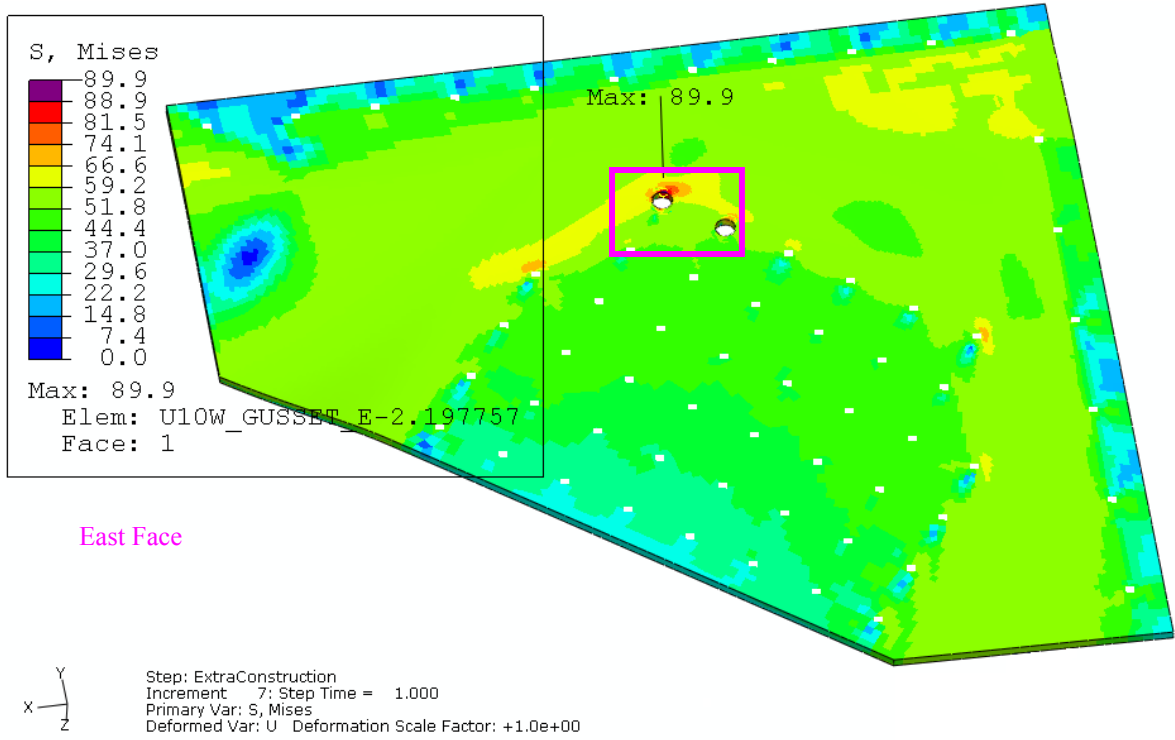 S, Mises
89.9
88.9
81.5
74.1
66.6
59.2
51.8
44.4
37.0
29.6
22.2
14.8
7.4
0.0
Max: 89.9
Elem: U10W_GUSSET_E-2.197757
Face: 1
Max: 89.9
East Face
Y
X
Z
Step: ExtraConstruction
Increment 7: Step Time = 1.000
Primary Var: S, Mises
Deformed Var: U Deformation Scale Factor: +1.0e+00